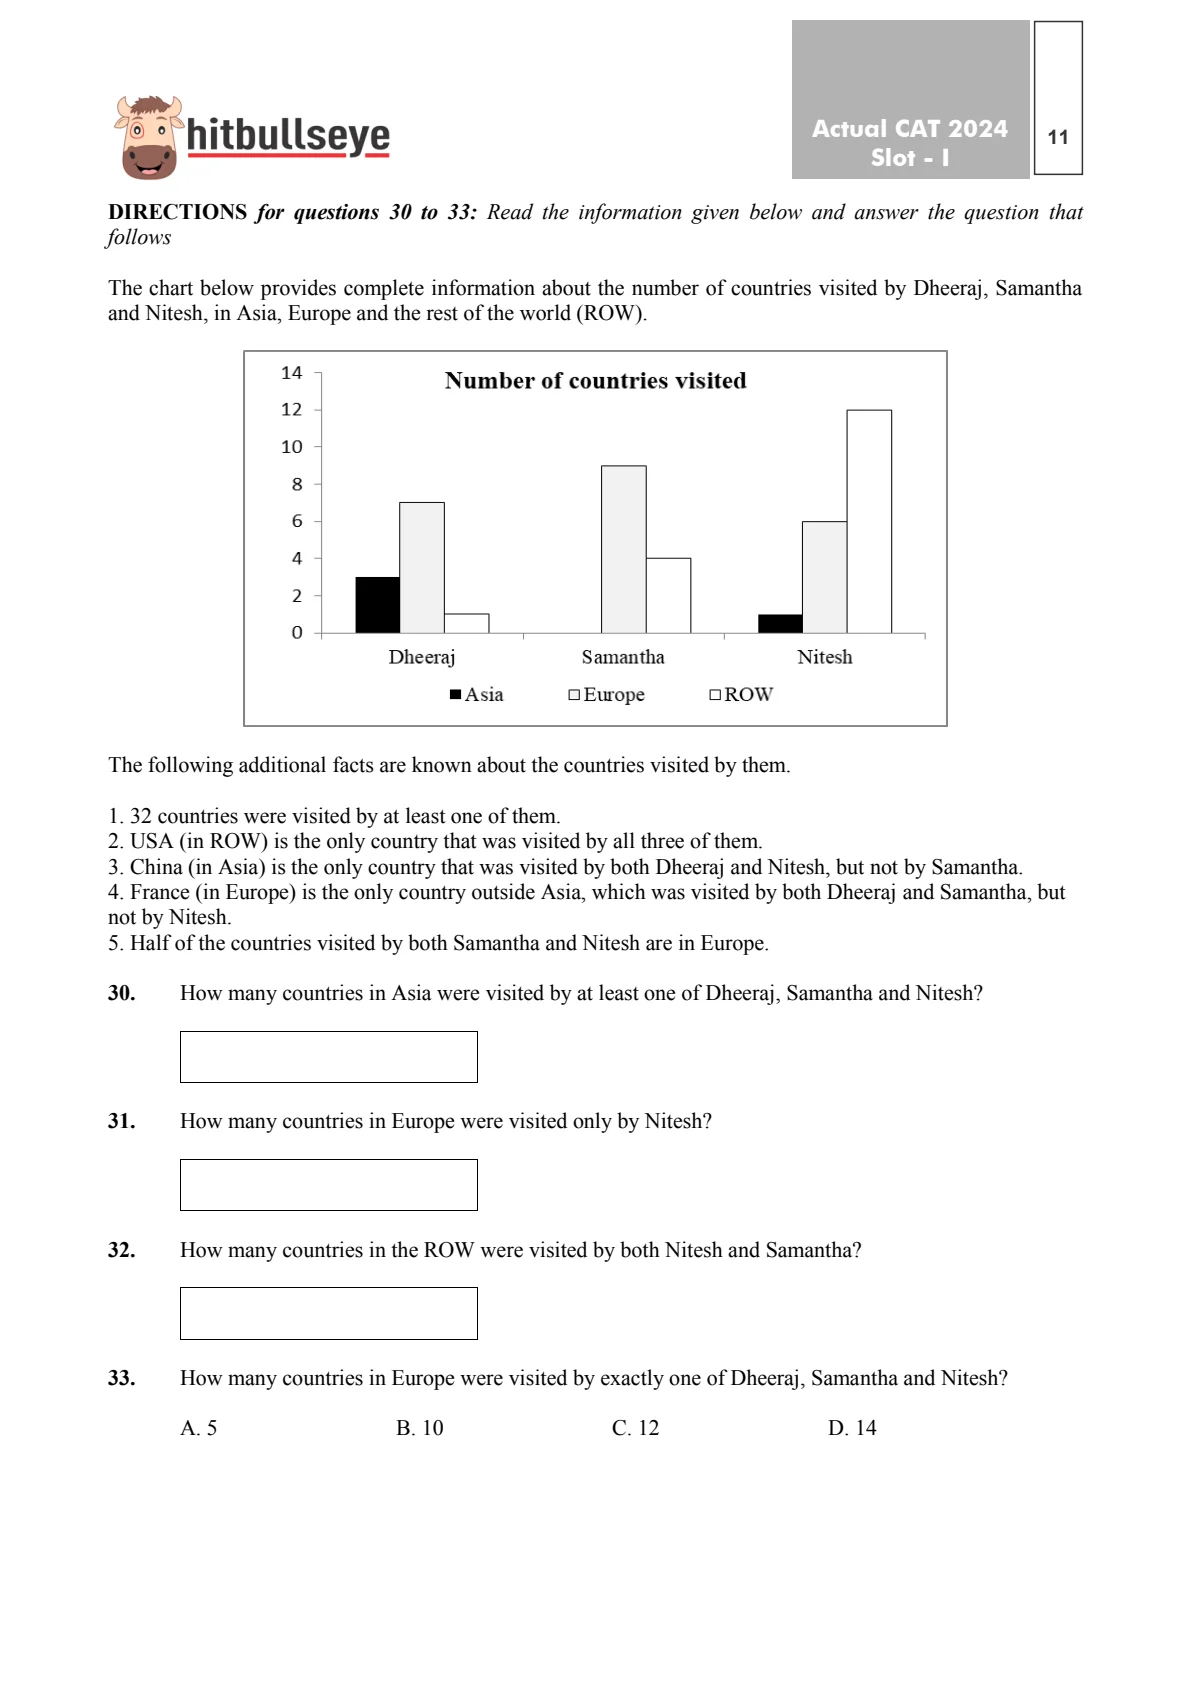 hitbullseye
Actual CAT 2024
Slot - I
11
DIRECTIONS for questions 30 to 33: Read the information given below and answer the question that
follows
The chart below provides complete information about the number of countries visited by Dheeraj, Samantha
and Nitesh, in Asia, Europe and the rest of the world (ROW).
Number of countries visited
14
12
10
8
6
4
2
0
Dheeraj Samantha Nitesh
Asia Europe ROW
The following additional facts are known about the countries visited by them.
1. 32 countries were visited by at least one of them.
2. USA (in ROW) is the only country that was visited by all three of them.
3. China (in Asia) is the only country that was visited by both Dheeraj and Nitesh, but not by Samantha.
4. France (in Europe) is the only country outside Asia, which was visited by both Dheeraj and Samantha, but
not by Nitesh.
5. Half of the countries visited by both Samantha and Nitesh are in Europe.
30. How many countries in Asia were visited by at least one of Dheeraj, Samantha and Nitesh?
31. How many countries in Europe were visited only by Nitesh?
32. How many countries in the ROW were visited by both Nitesh and Samantha?
33. How many countries in Europe were visited by exactly one of Dheeraj, Samantha and Nitesh?
A. 5 B. 10 C. 12 D. 14